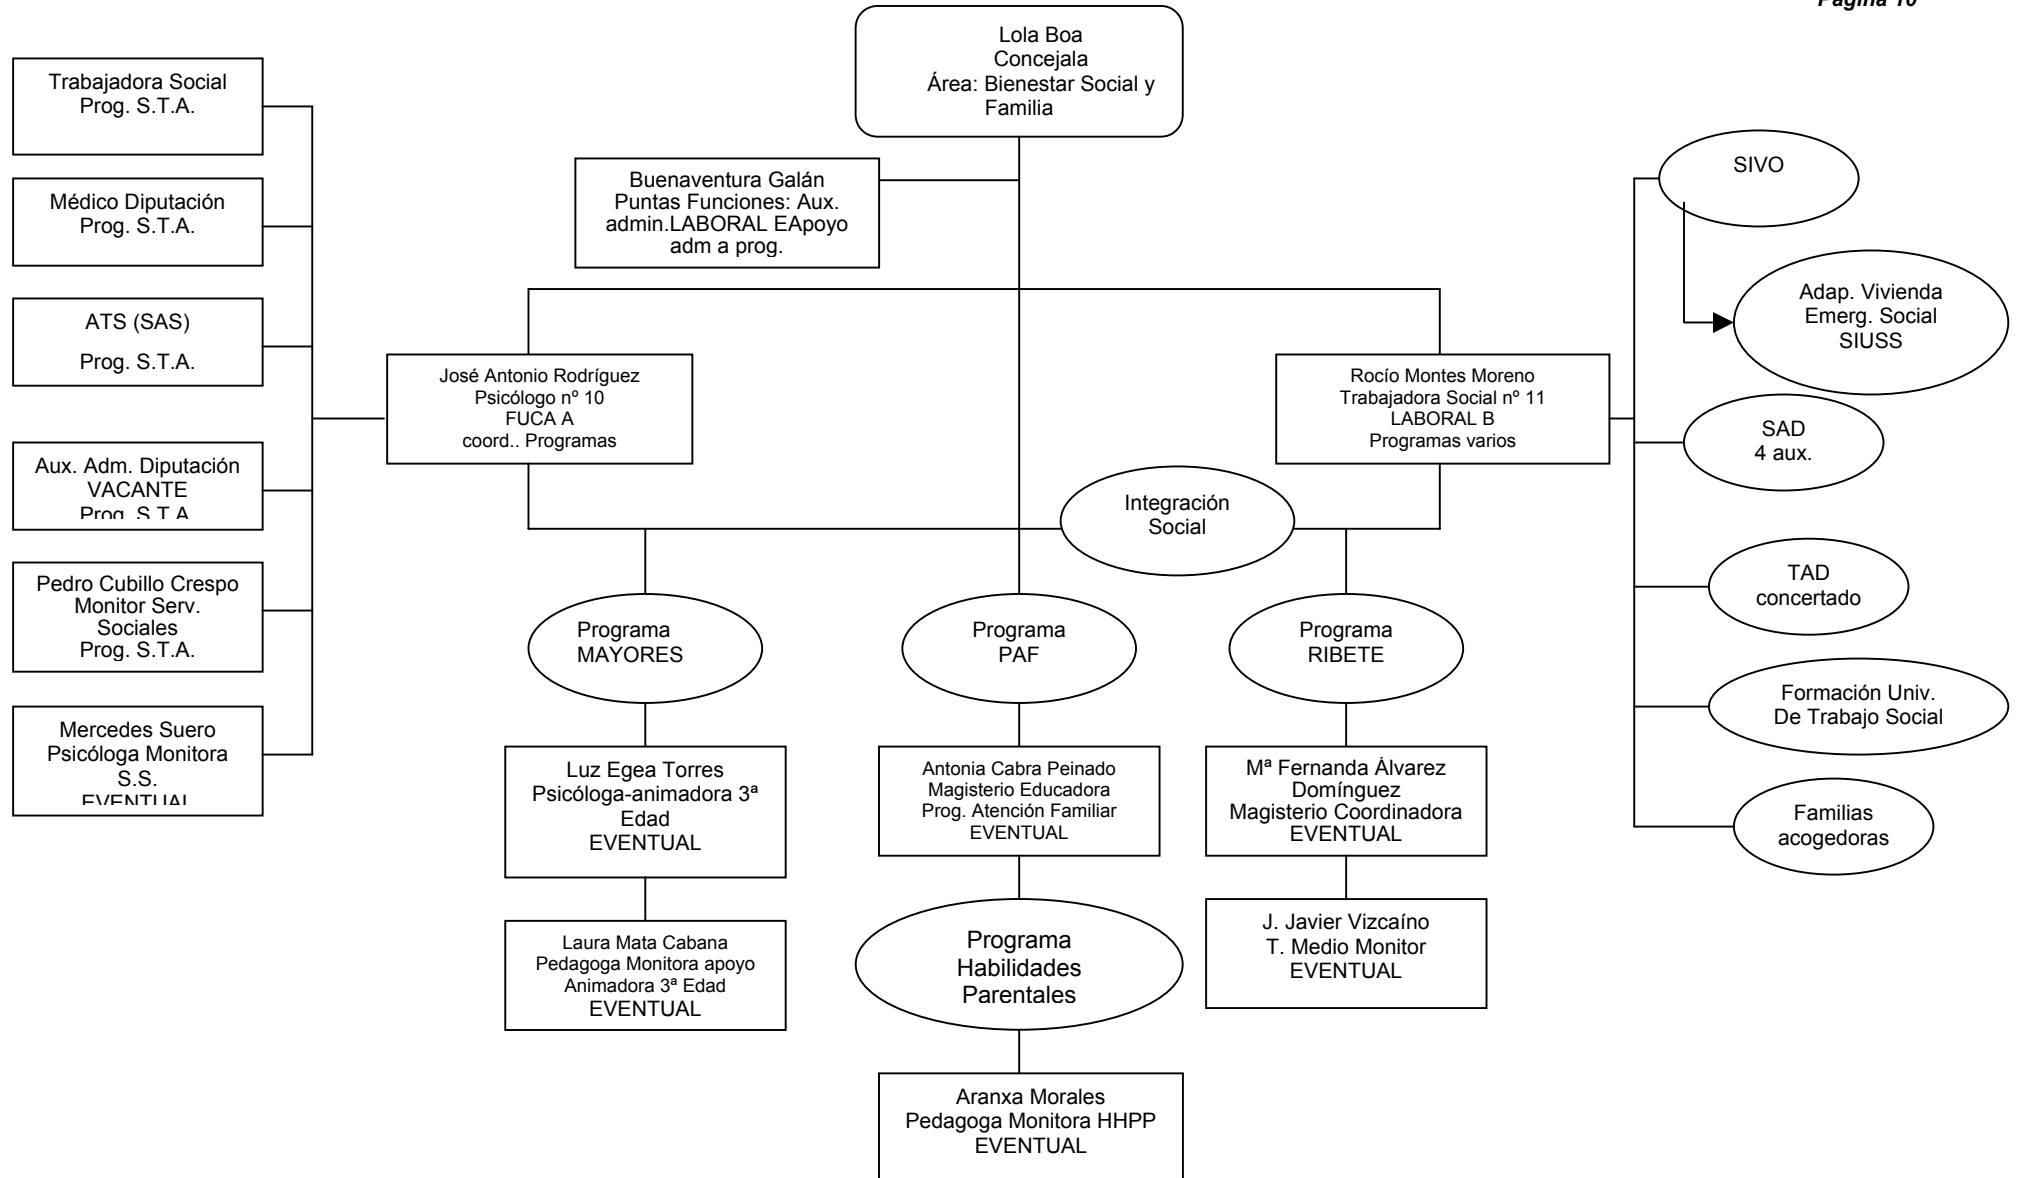 Página 10
Lola Boa
Concejala
Área: Bienestar Social y
Familia
Trabajadora Social
Prog. S.T.A.
Médico Diputación
Prog. S.T.A.
ATS (SAS)
Prog. S.T.A.
Aux. Adm. Diputación
VACANTE
Prog. S.T.A.
Pedro Cubillo Crespo
Monitor Serv.
Sociales
Prog. S.T.A.
Mercedes Suero
Psicóloga Monitora
S.S.
EVENTUAL
Buenaventura Galán
Puntas Funciones: Aux.
admin.LABORAL EApoyo
adm a prog.
José Antonio Rodríguez
Psicólogo nº 10
FUCA A
coord.. Programas
Rocío Montes Moreno
Trabajadora Social nº 11
LABORAL B
Programas varios
Integración
Social
Programa
MAYORES
Programa
PAF
Programa
RIBETE
Luz Egea Torres
Psicóloga-animadora 3ª
Edad
EVENTUAL
Antonia Cabra Peinado
Magisterio Educadora
Prog. Atención Familiar
EVENTUAL
Mª Fernanda Álvarez
Domínguez
Magisterio Coordinadora
EVENTUAL
Laura Mata Cabana
Pedagoga Monitora apoyo
Animadora 3ª Edad
EVENTUAL
Programa
Habilidades
Parentales
J. Javier Vizcaíno
T. Medio Monitor
EVENTUAL
Aranxa Morales
Pedagoga Monitora HHPP
EVENTUAL
SIVO
Adap. Vivienda
Emerg. Social
SIUSS
SAD
4 aux.
TAD
concertado
Formación Univ.
De Trabajo Social
Familias
acogedoras